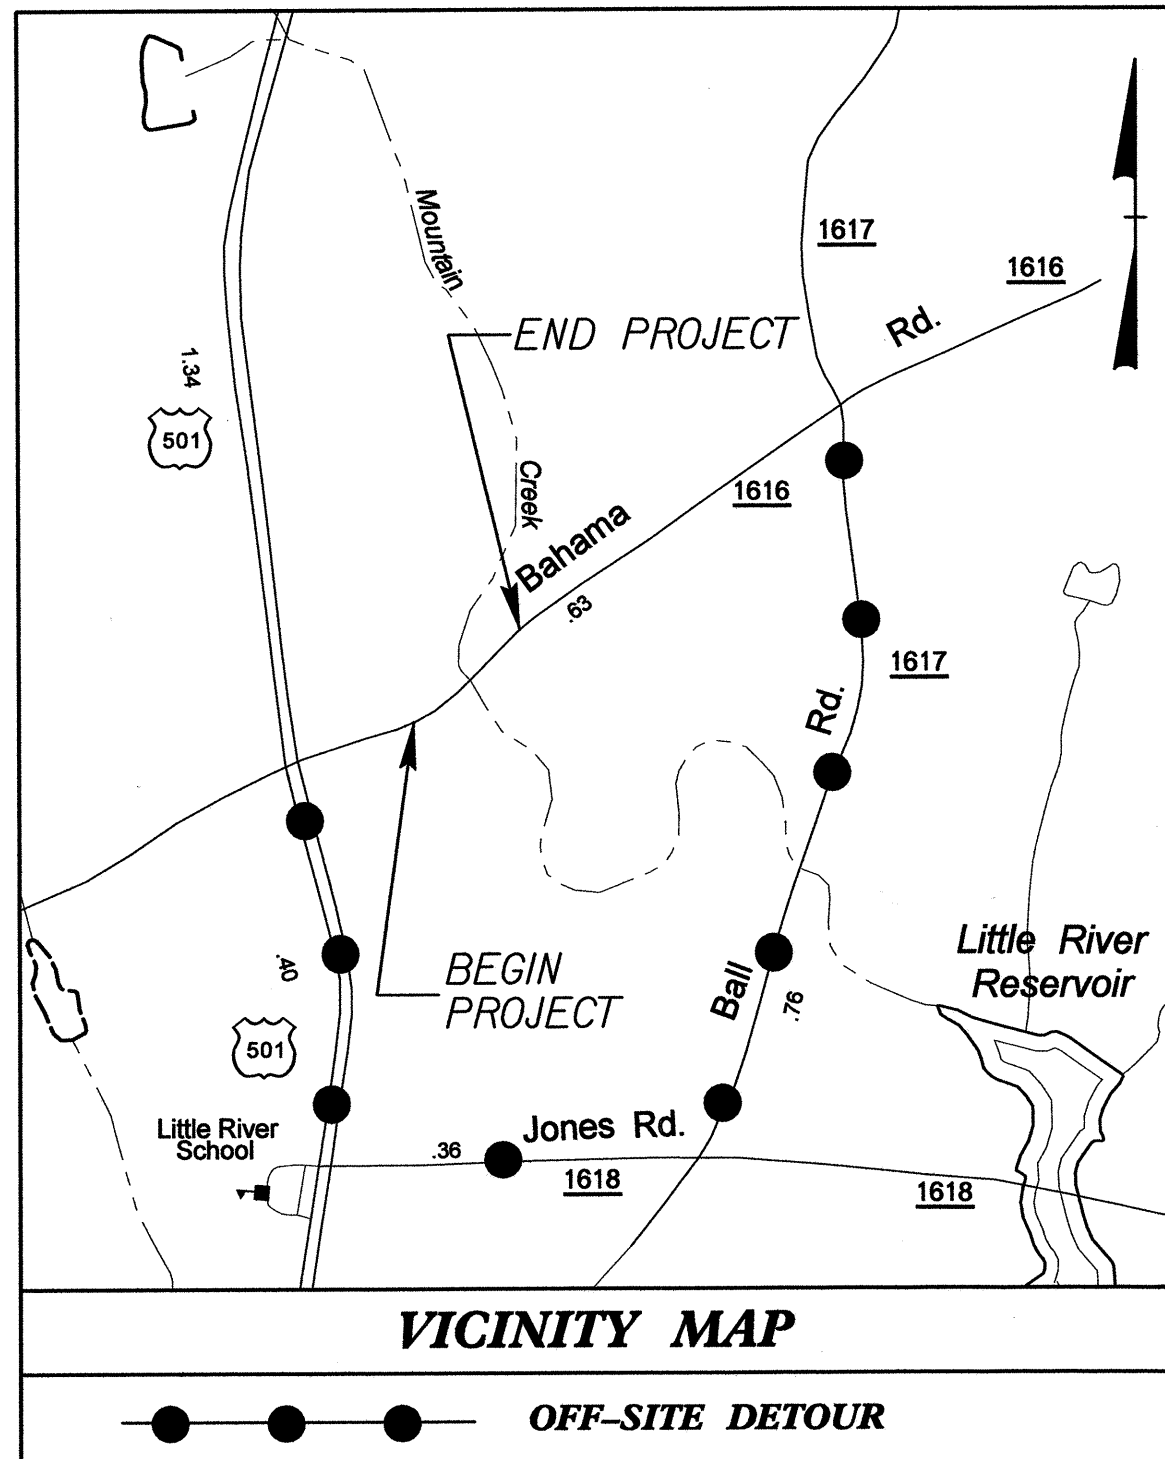 1617
1616
Rd.
Mountain
END PROJECT
1.34
501
Creek
1616
Bahama
.63
1617
Rd.
Little River
Reservoir
BEGIN
PROJECT
.40
Ball
.76
501
Little River
School
Jones Rd.
.36
1618
1618
VICINITY MAP
OFF-SITE DETOUR